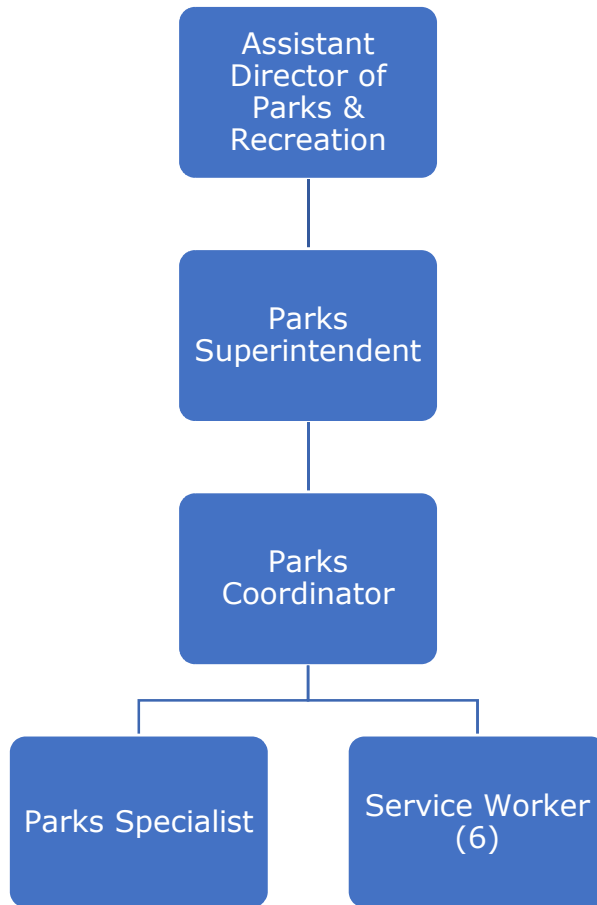 Assistant
Director of
Parks &
Recreation
Parks
Superintendent
Parks
Coordinator
Parks Specialist
Service Worker
(6)